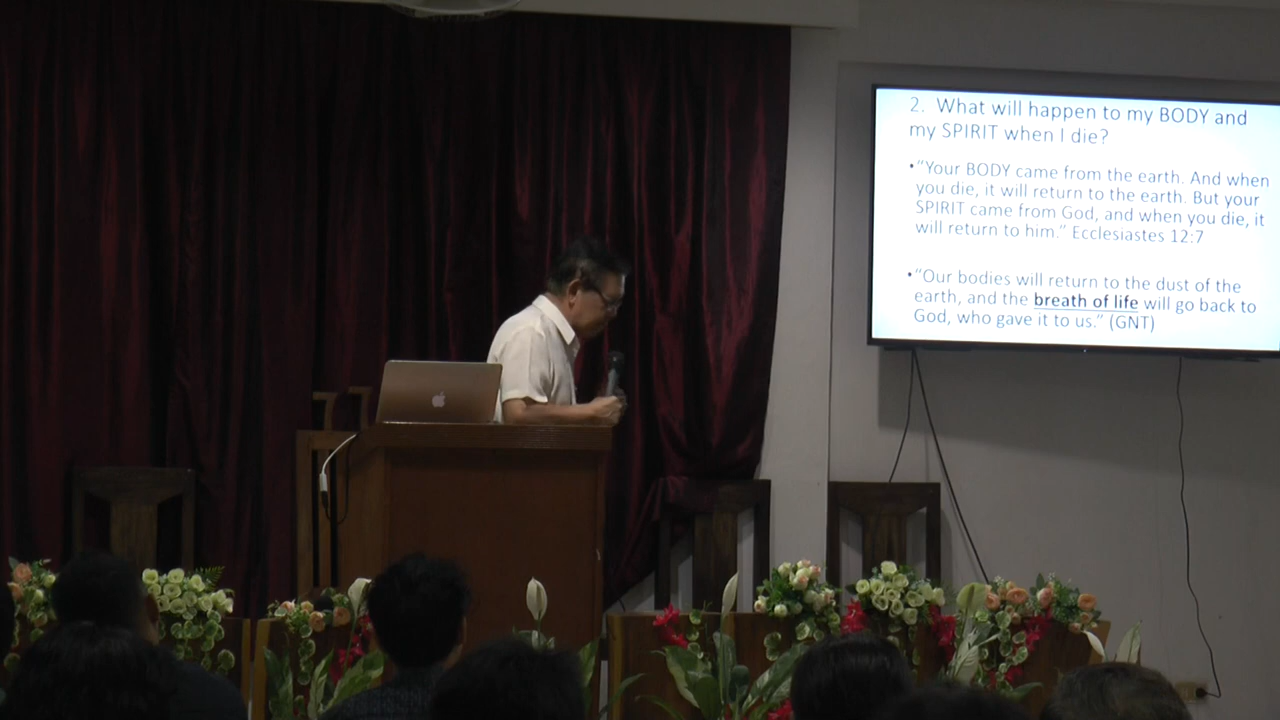 2. What will happen to my BODY and
my SPIRIT when I die?
•"Your BODY came from the earth. And when
you die, it will return to the earth. But your
SPIRIT came from God, and when you die, it
will return to him." Ecclesiastes 12:7
•"Our bodies will return to the dust of the
earth, and the breath of life will go back to
God, who gave it to us." (GNT)